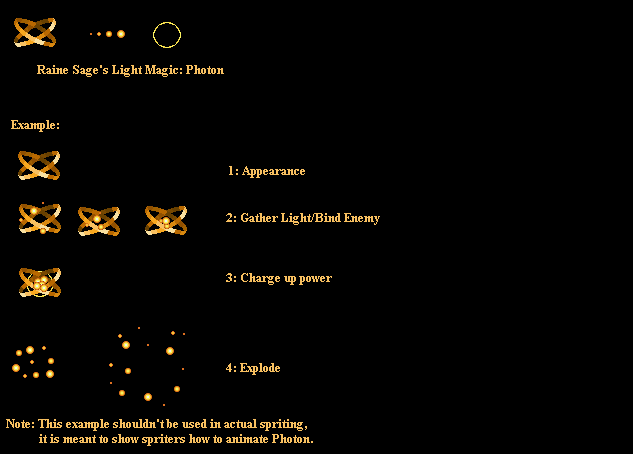 Raine Sage's Light Magic: Photon
Example:
1: Appearance
2: Gather Light/Bind Enemy
3: Charge up power
4: Explode
Note: This example shouldn't be used in actual spriting,
it is meant to show spriters how to animate Photon.